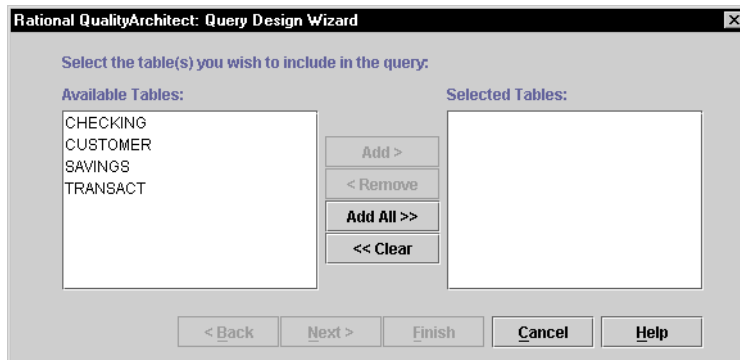 Rational QualityArchitect: Query Design Wizard
Select the table(s) you wish to include in the query:
Available Tables:
Selected Tables:
CHECKING
CUSTOMER
SAVINGS
TRANSACT
Add >
< Remove
Add All >>
<< Clear
< Back
Next >
Finish
Cancel
Help